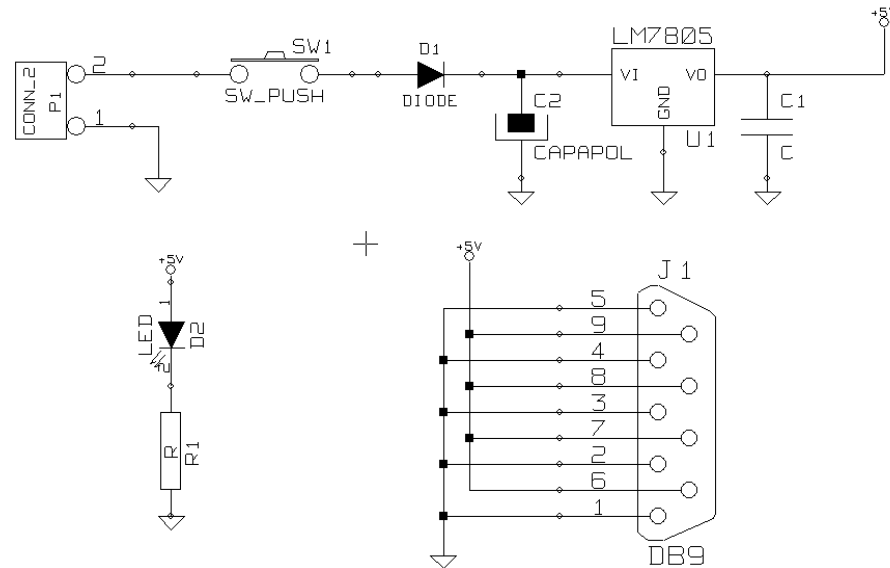 CONN_2
P1
2
1
SW1
SW_PUSH
D1
DIODE
C2
CAPAPOL
LM7805
VI
VO
GND
U1
C1
C
+5V
+5V
1
LED
D2
2
R
R1
+5V
J1
5
9
4
8
3
7
2
6
1
DB9